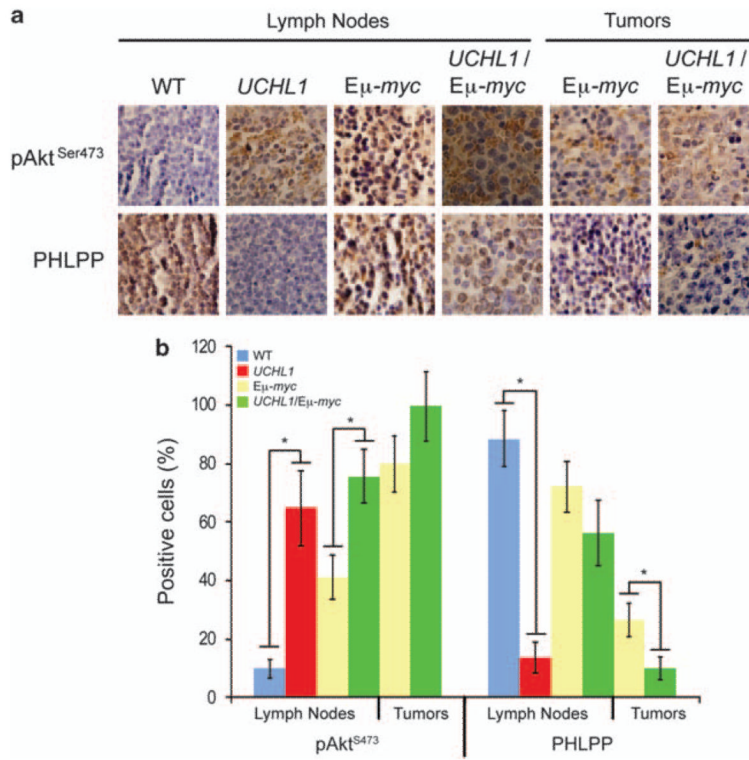 a
Lymph Nodes Tumors
WT UCHL1 Eµ-myc UCHL1/ Eµ-myc Eµ-myc UCHL1/ Eµ-myc
pAkt Ser473
PHLPP
b
120
100
80
60
40
20
0
Positive cells (%)
WT
UCHL1
Eµ-myc
UCHL1/Eµ-myc
* * * *
Lymph Nodes Tumors Lymph Nodes Tumors
pAktS473 PHLPP